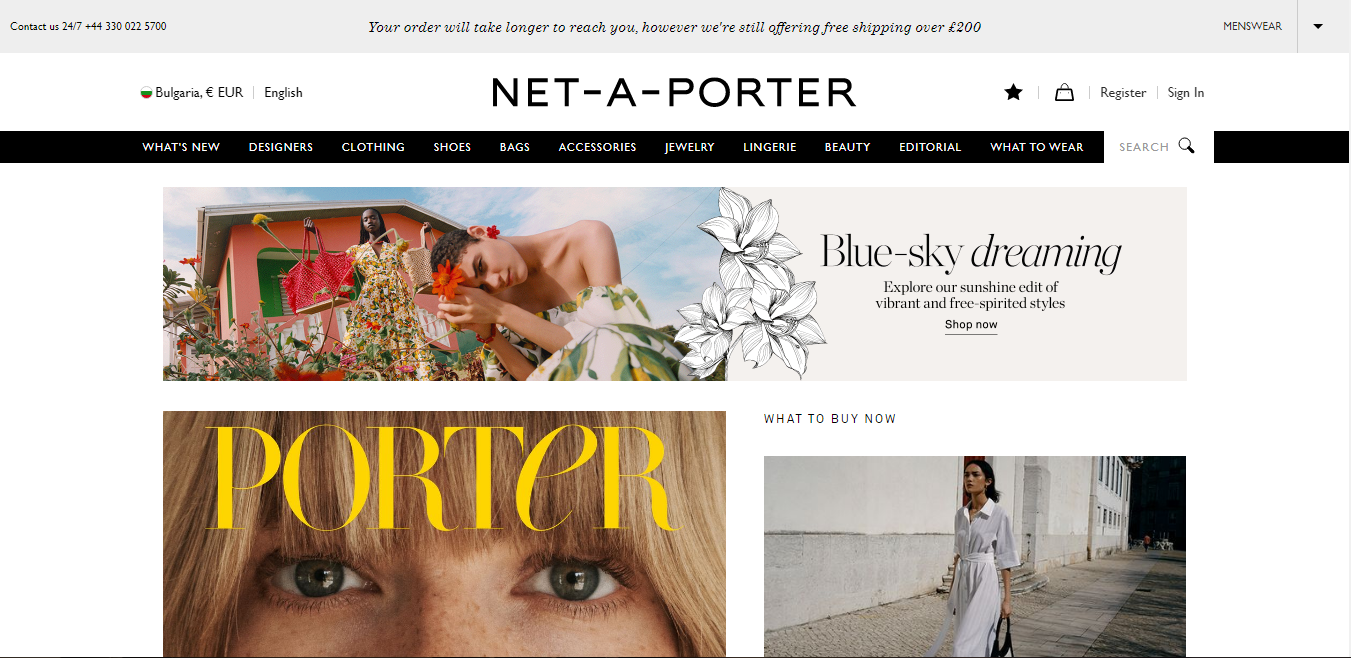 Contact us 24/7 +44 330 022 5700
Your order will take longer to reach you, however we're still offering free shipping over £200
MENSWEAR
Bulgaria, € EUR
English
NET-A-PORTER
Register
Sign In
WHAT'S NEW
DESIGNERS
CLOTHING
SHOES
BAGS
ACCESSORIES
JEWELRY
LINGERIE
BEAUTY
EDITORIAL
WHAT TO WEAR
SEARCH
Blue-sky dreaming
Explore our sunshine edit of
vibrant and free-spirited styles
Shop now
PORTER
WHAT TO BUY NOW